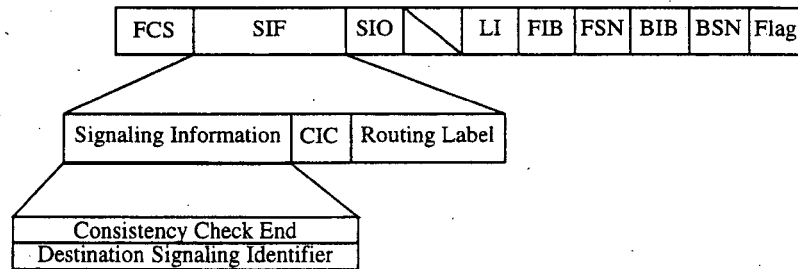 FCS SIF SIO LI FIB FSN BIB BSN Flag
Signaling Information CIC Routing Label
Consistency Check End
Destination Signaling Identifier